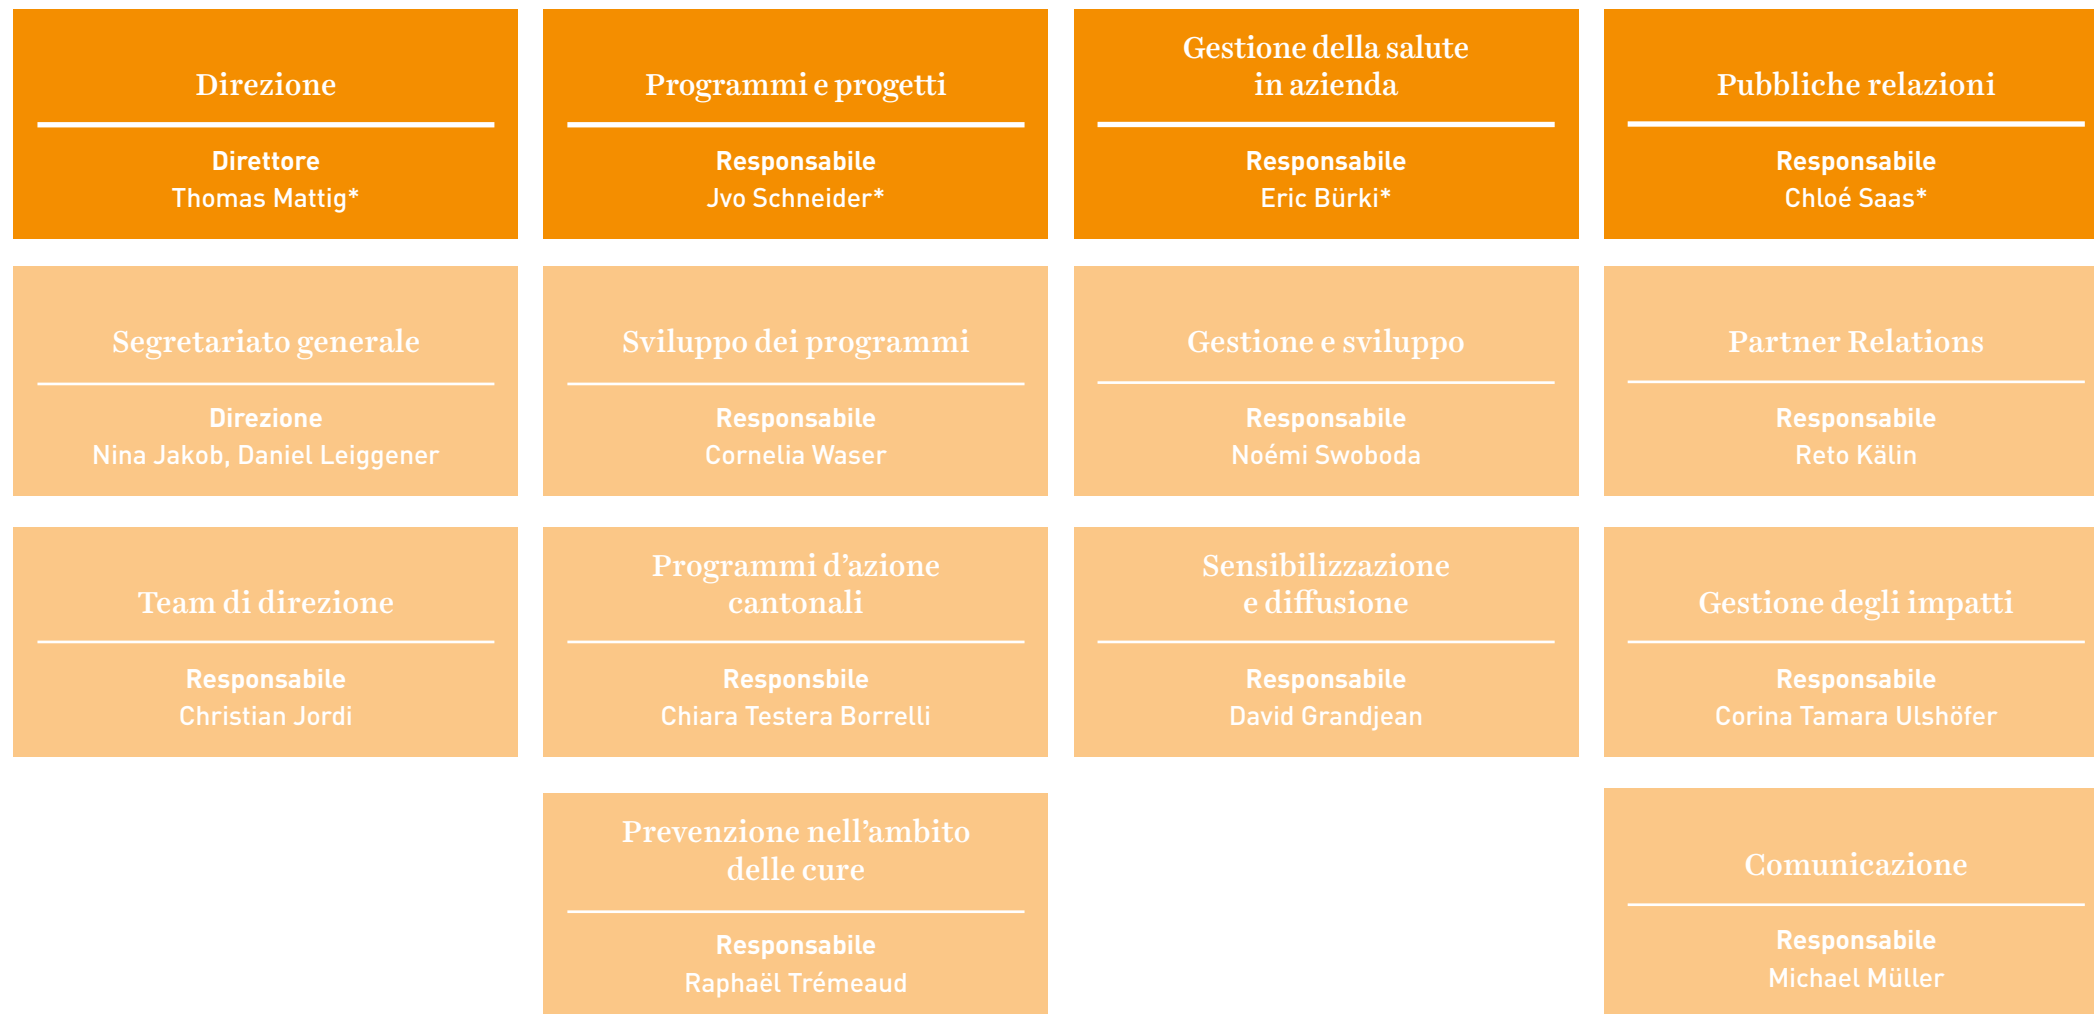 Direzione
Direttore
Thomas Mattig*
Programmi e progetti
Responsabile
Jvo Schneider*
Gestione della salute
in azienda
Responsabile
Eric Bürki*
Pubbliche relazioni
Responsabile
Chloé Saas*
Segretariato generale
Direzione
Nina Jakob, Daniel Leiggener
Sviluppo dei programmi
Responsabile
Cornelia Waser
Gestione e sviluppo
Responsabile
Noémi Swoboda
Partner Relations
Responsabile
Reto Kälin
Team di direzione
Responsabile
Christian Jordi
Programmi d’azione
cantonali
Responsbile
Chiara Testera Borrelli
Sensibilizzazione
e diffusione
Responsabile
David Grandjean
Gestione degli impatti
Responsabile
Corina Tamara Ulshöfer
Prevenzione nell’ambito
delle cure
Responsabile
Raphaël Trémeaud
Comunicazione
Responsabile
Michael Müller